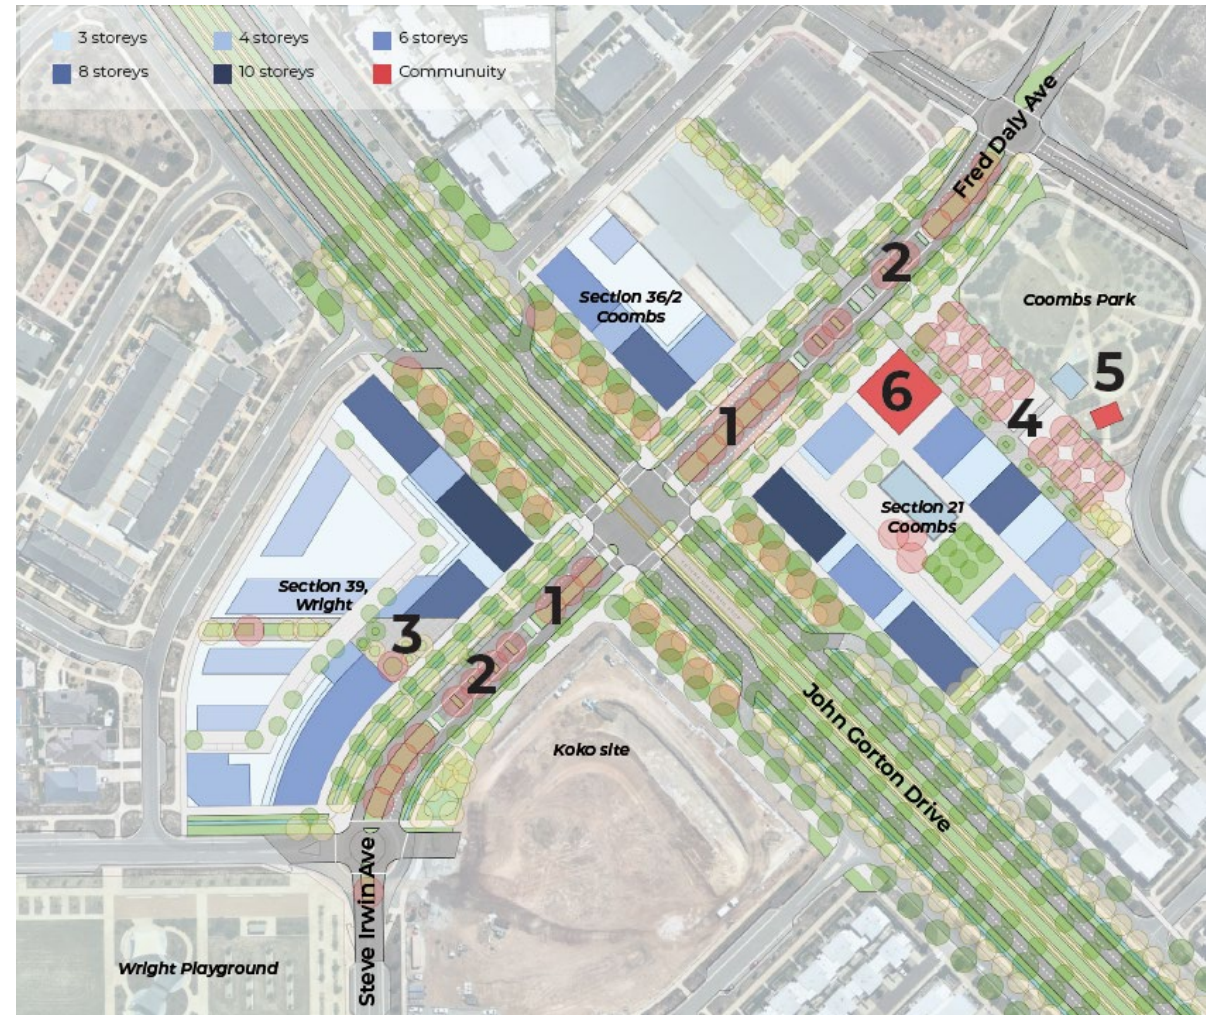 3 storeys
4 storeys
6 storeys
8 storeys
10 storeys
Communuity
Fred Daly Ave
2
Section 36/2
Coombs
Coombs Park
5
6
1
4
Section 21
Coombs
Section 39,
Wright
1
3
2
John Gorton Drive
Koko site
Steve Irwin Ave
Wright Playground